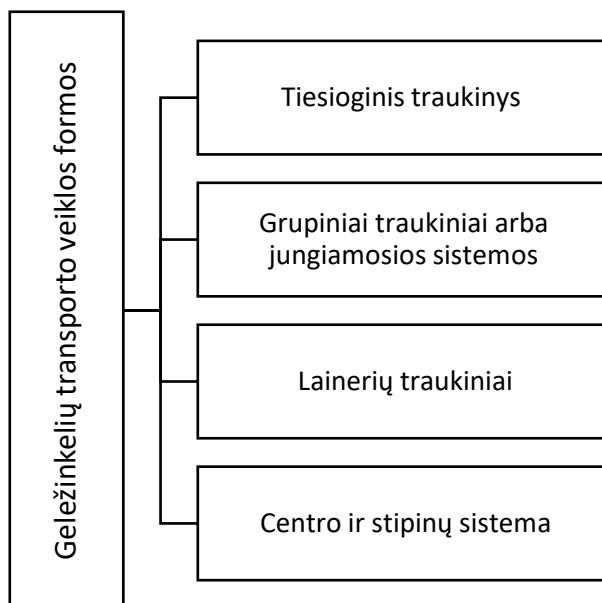 Geležinkelių transporto veiklos formos
Tiesioginis traukinys
Grupiniai traukiniai arba
jungiamosios sistemos
Lainerių traukiniai
Centro ir stipinų sistema